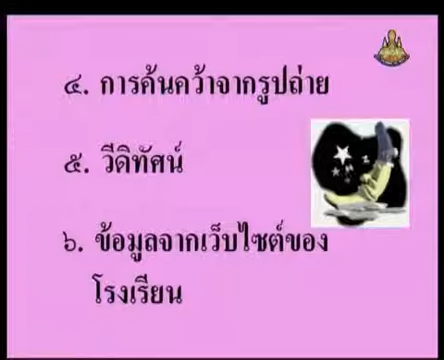 ๔. การค้นคว้าจากรูปถ่าย
๕. วีดิทัศน์
๖. ข้อมูลจากเว็บไซต์ของ
โรงเรียน